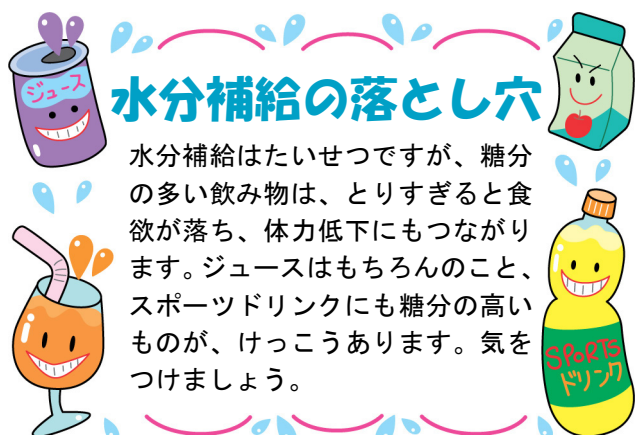 ジュース
水分補給の落とし穴
水分補給はたいせつですが、糖分
の多い飲み物は、とりすぎると食
欲が落ち、体力低下にもつながり
ます。ジュースはもちろんのこと、
スポーツドリンクにも糖分の高い
ものが、けっこうあります。気を
つけましょう。
SPORTS
ドリンク